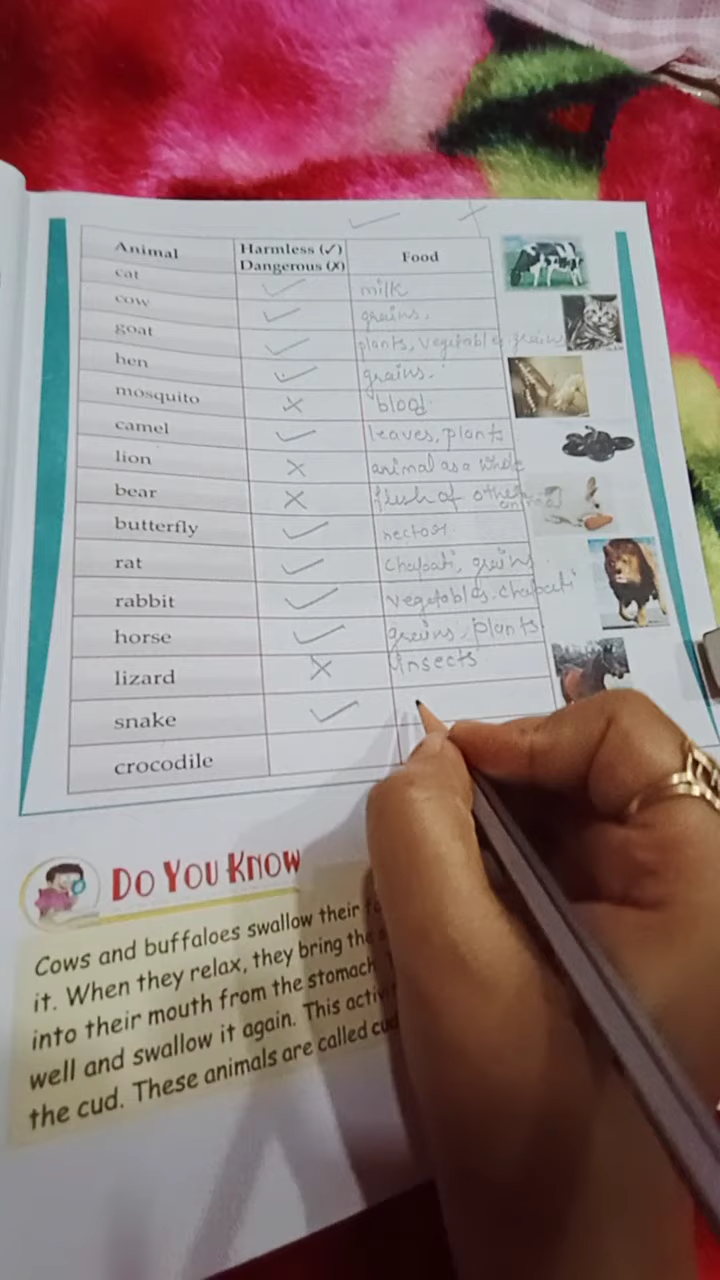 Animal Harmless (✓) Dangerous (✗) Food
cat ✓ milk
cow ✓ grains.
goat ✓ plants, vegetables, grains
hen ✓ grains.
mosquito ✗ blood.
camel ✓ leaves, plants
lion ✗ animal as a whole
bear ✗ flesh of other animal
butterfly ✓ nectar.
rat ✓ chapati, grains
rabbit ✓ vegetables. chapati
horse ✓ grains, plants
lizard ✗ insects
snake ✓
crocodile
DO YOU KNOW
Cows and buffaloes swallow their
it. When they relax, they bring the
into their mouth from the stomach
well and swallow it again. This
the cud. These animals are called